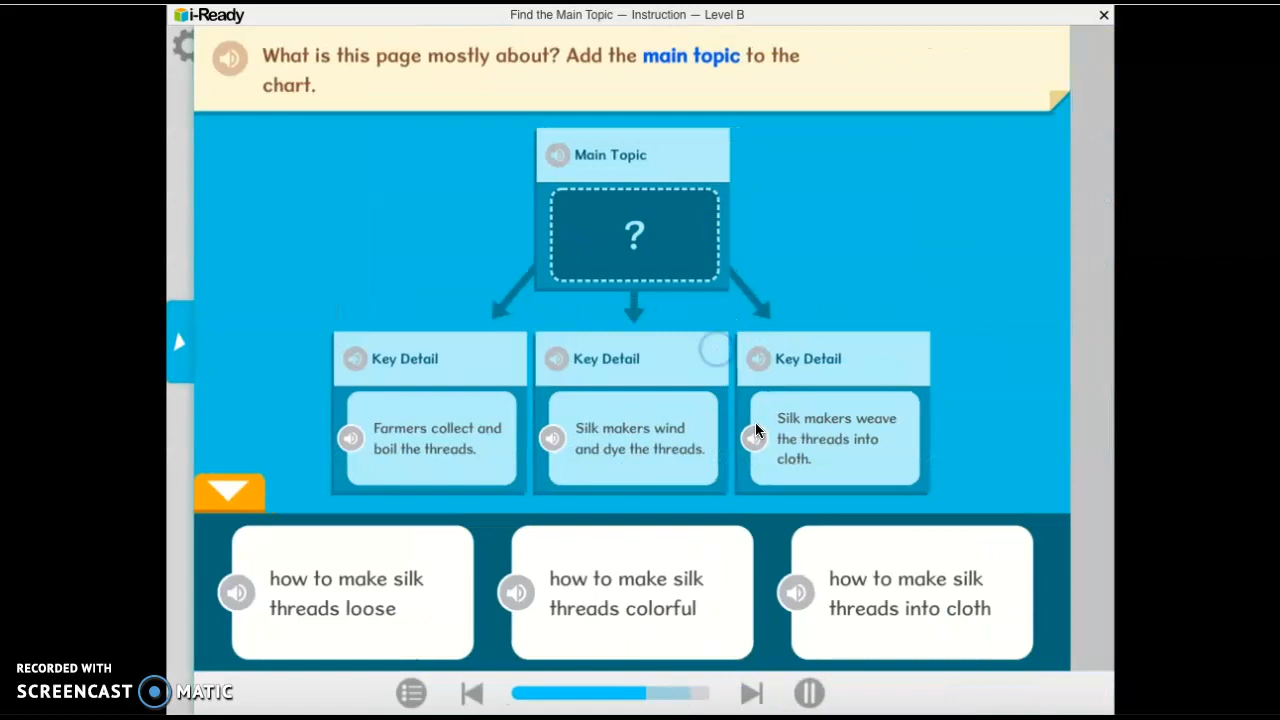 i-Ready
Find the Main Topic — Instruction — Level B
What is this page mostly about? Add the main topic to the
chart.
Main Topic
?
Key Detail
Key Detail
Key Detail
Farmers collect and
boil the threads.
Silk makers wind
and dye the threads.
Silk makers weave
the threads into
cloth.
how to make silk
threads loose
how to make silk
threads colorful
how to make silk
threads into cloth
RECORDED WITH
SCREENCAST MATIC